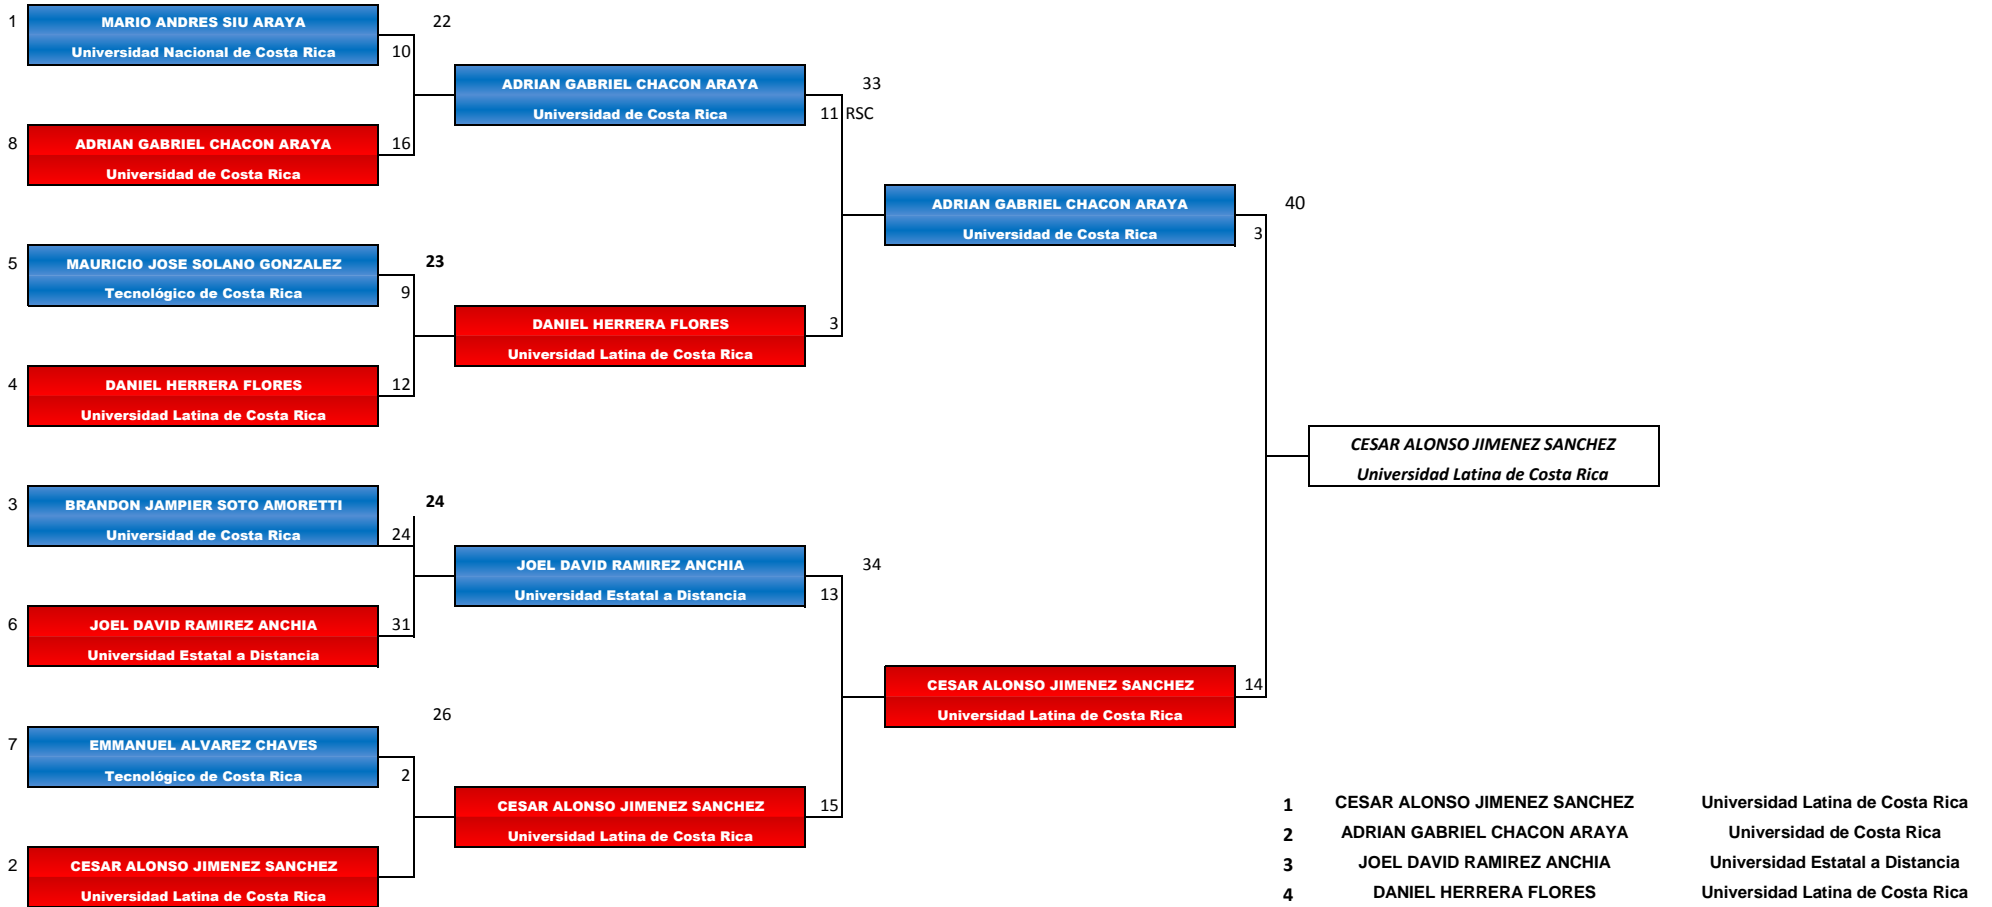 1
MARIO ANDRES SIU ARAYA
22
Universidad Nacional de Costa Rica
10
ADRIAN GABRIEL CHACON ARAYA
33
Universidad de Costa Rica
11 RSC
8
ADRIAN GABRIEL CHACON ARAYA
16
Universidad de Costa Rica
ADRIAN GABRIEL CHACON ARAYA
40
Universidad de Costa Rica
3
5
MAURICIO JOSE SOLANO GONZALEZ
23
Tecnológico de Costa Rica
9
DANIEL HERRERA FLORES
3
Universidad Latina de Costa Rica
4
DANIEL HERRERA FLORES
12
Universidad Latina de Costa Rica
CESAR ALONSO JIMENEZ SANCHEZ
Universidad Latina de Costa Rica
3
BRANDON JAMPIER SOTO AMORETTI
24
Universidad de Costa Rica
24
JOEL DAVID RAMIREZ ANCHIA
34
Universidad Estatal a Distancia
13
6
JOEL DAVID RAMIREZ ANCHIA
31
Universidad Estatal a Distancia
CESAR ALONSO JIMENEZ SANCHEZ
14
Universidad Latina de Costa Rica
26
7
EMMANUEL ALVAREZ CHAVES
Tecnológico de Costa Rica
2
CESAR ALONSO JIMENEZ SANCHEZ
15
Universidad Latina de Costa Rica
2
CESAR ALONSO JIMENEZ SANCHEZ
Universidad Latina de Costa Rica
1 CESAR ALONSO JIMENEZ SANCHEZ Universidad Latina de Costa Rica
2 ADRIAN GABRIEL CHACON ARAYA Universidad de Costa Rica
3 JOEL DAVID RAMIREZ ANCHIA Universidad Estatal a Distancia
4 DANIEL HERRERA FLORES Universidad Latina de Costa Rica